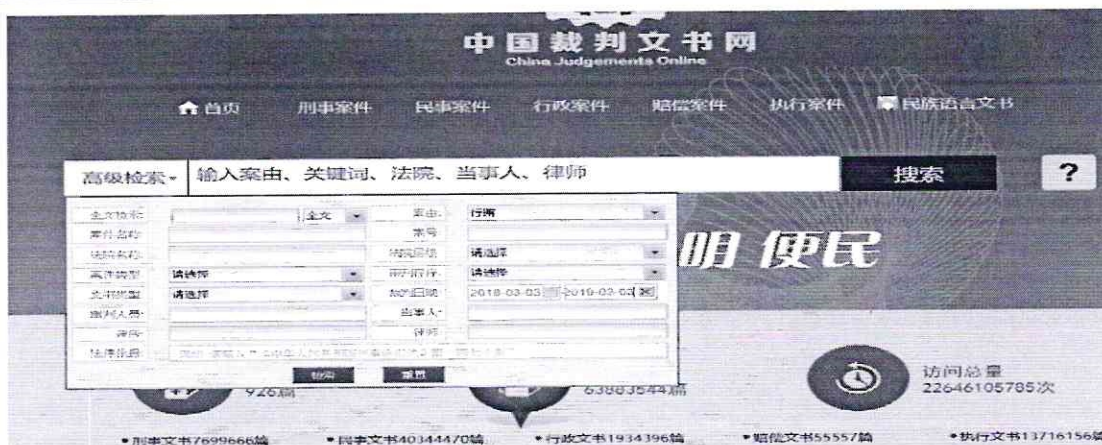 中国裁判文书网
China Judgements Online
首页 刑事案件 民事案件 行政案件 赔偿案件 执行案件 民族语言文书
高级检索 输入案由、关键词、法院、当事人、律师 搜索 ?
全文检索: 全文 案由: 行贿
案件名称: 案号
法院名称: 法院层级: 请选择
案件类型: 请选择 审判程序: 请选择
文书类型: 请选择 裁判日期:
审判人员: 当事人:
律所: 律师:
法律依据:
检索 重置
明 便民
926篇 63883544篇
访问总量
22646105785次
刑事文书7699666篇 民事文书40344470篇 行政文书1934396篇 赔偿文书55557篇 执行文书13716156篇